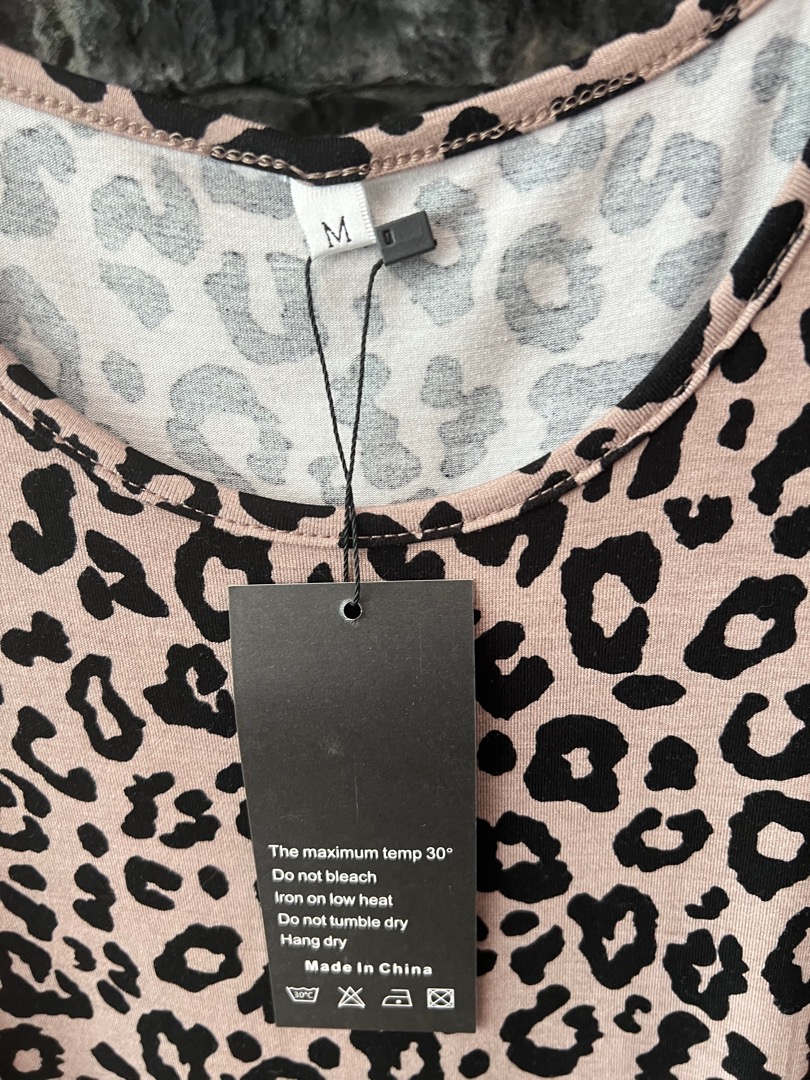 M
The maximum temp 30°
Do not bleach
Iron on low heat
Do not tumble dry
Hang dry
Made In China
30°C